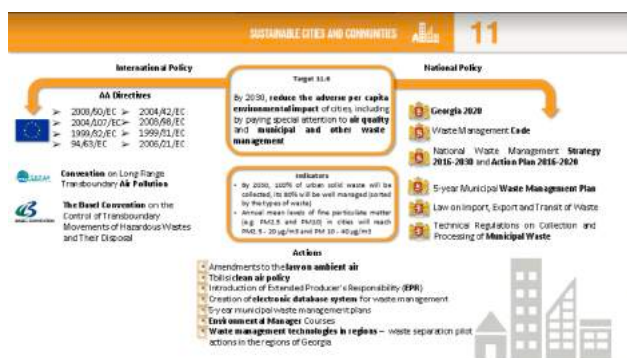 SUSTAINABLE CITIES AND COMMUNITIES
11
International Policy
AA Directives
➢ 2008/50/EC ➢ 2004/42/EC
➢ 2004/107/EC ➢ 2008/98/EC
➢ 1999/32/EC ➢ 1999/31/EC
➢ 94/63/EC ➢ 2006/21/EC
Convention on Long-Range
Transboundary Air Pollution
The Basel Convention on the
Control of Transboundary
Movements of Hazardous Wastes
and Their Disposal
Target 11.6
By 2030, reduce the adverse per capita
environmental impact of cities, including
by paying special attention to air quality
and municipal and other waste
management
Indicators
• By 2030, 100% of urban solid waste will be
collected, its 80% will be well managed (sorted
by the types of waste)
• Annual mean levels of fine particulate matter
(e.g. PM2.5 and PM10) in cities will reach
PM2.5 - 20 µg/m3 and PM 10 - 40 µg/m3
National Policy
Georgia 2020
Waste Management Code
National Waste Management Strategy
2016-2030 and Action Plan 2016-2020
5-year Municipal Waste Management Plan
Law on Import, Export and Transit of Waste
Technical Regulations on Collection and
Processing of Municipal Waste
Actions
Amendments to the law on ambient air
Tbilisi clean air policy
Introduction of Extended Producer's Responsibility (EPR)
Creation of electronic database system for waste management
5-year municipal waste management plans
Environmental Manager Courses
Waste management technologies in regions – waste separation pilot
actions in the regions of Georgia